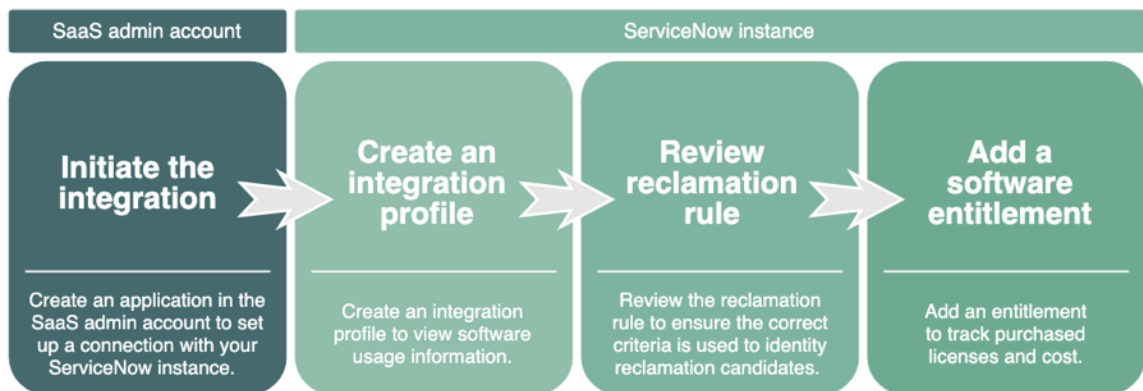 SaaS admin account
ServiceNow instance
Initiate the
integration
Create an application in the
SaaS admin account to set
up a connection with your
ServiceNow instance.
Create an
integration
profile
Create an integration
profile to view software
usage information.
Review
reclamation
rule
Review the reclamation
rule to ensure the correct
criteria is used to identity
reclamation candidates.
Add a
software
entitlement
Add an entitlement
to track purchased
licenses and cost.